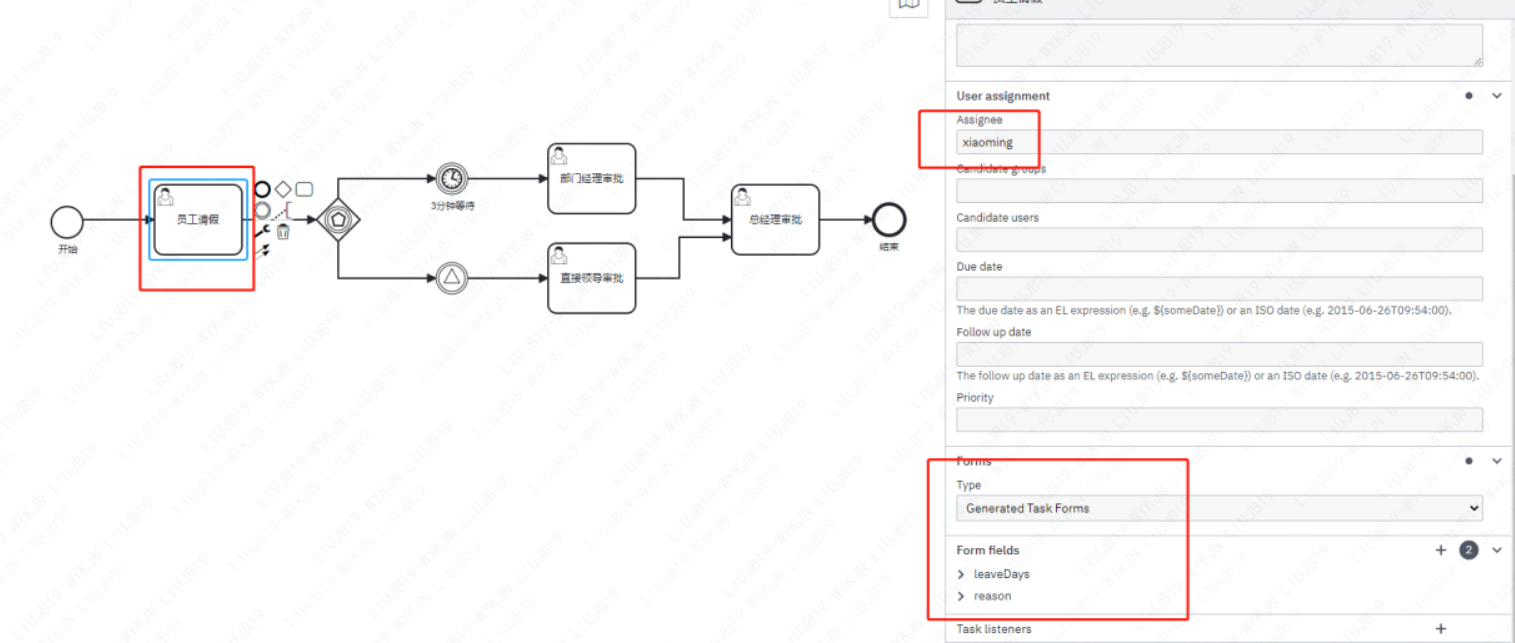 员工请假
User assignment
Assignee
xiaoming
Candidate groups
Candidate users
Due date
The due date as an EL expression (e.g. ${someDate}) or an ISO date (e.g. 2015-06-26T09:54:00).
Follow up date
The follow up date as an EL expression (e.g. ${someDate}) or an ISO date (e.g. 2015-06-26T09:54:00).
Priority
Forms
Type
Generated Task Forms
Form fields
2
leaveDays
reason
Task listeners
开始
员工请假
3分钟等待
部门经理审批
直接领导审批
总经理审批
结束